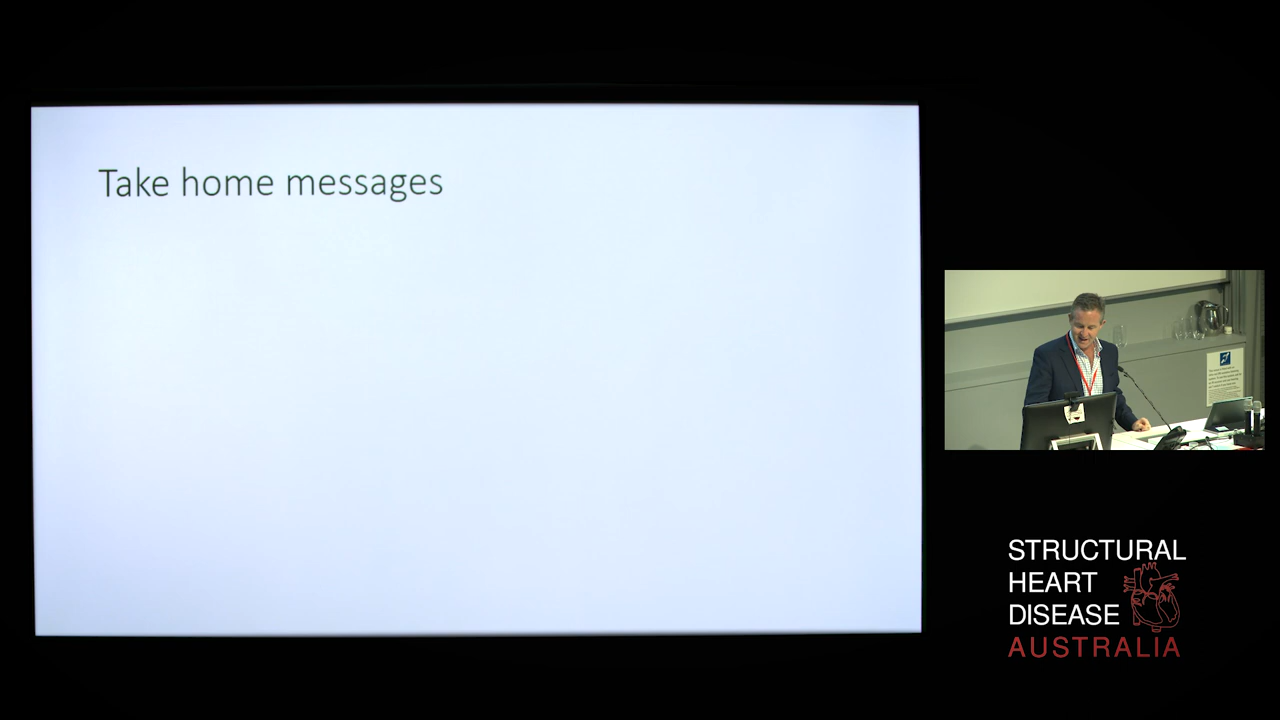 Take home messages
STRUCTURAL
HEART
DISEASE
AUSTRALIA